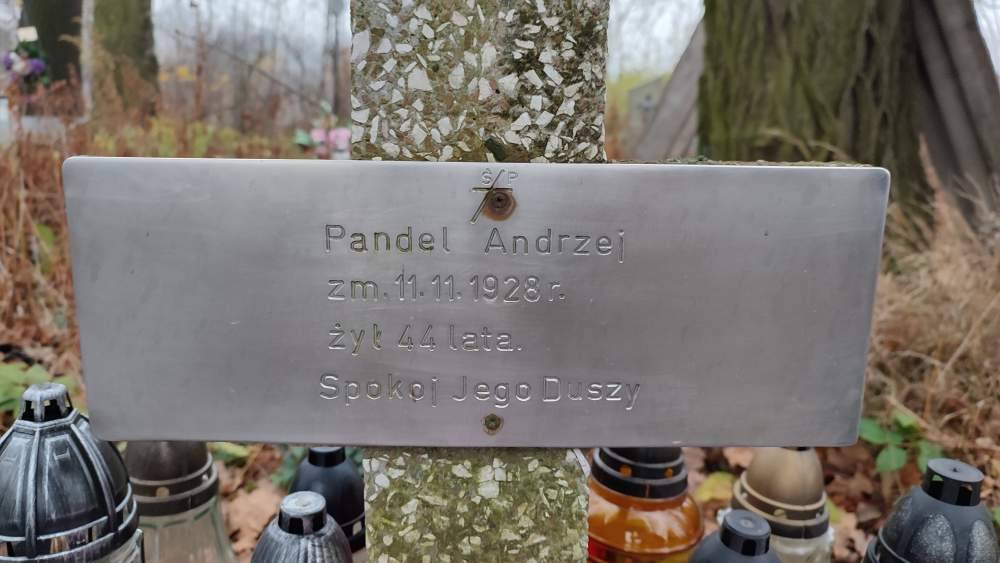 Ś/P
Pandel Andrzej
zm. 11.11.1928 r.
żył 44 lata.
Spokój Jego Duszy